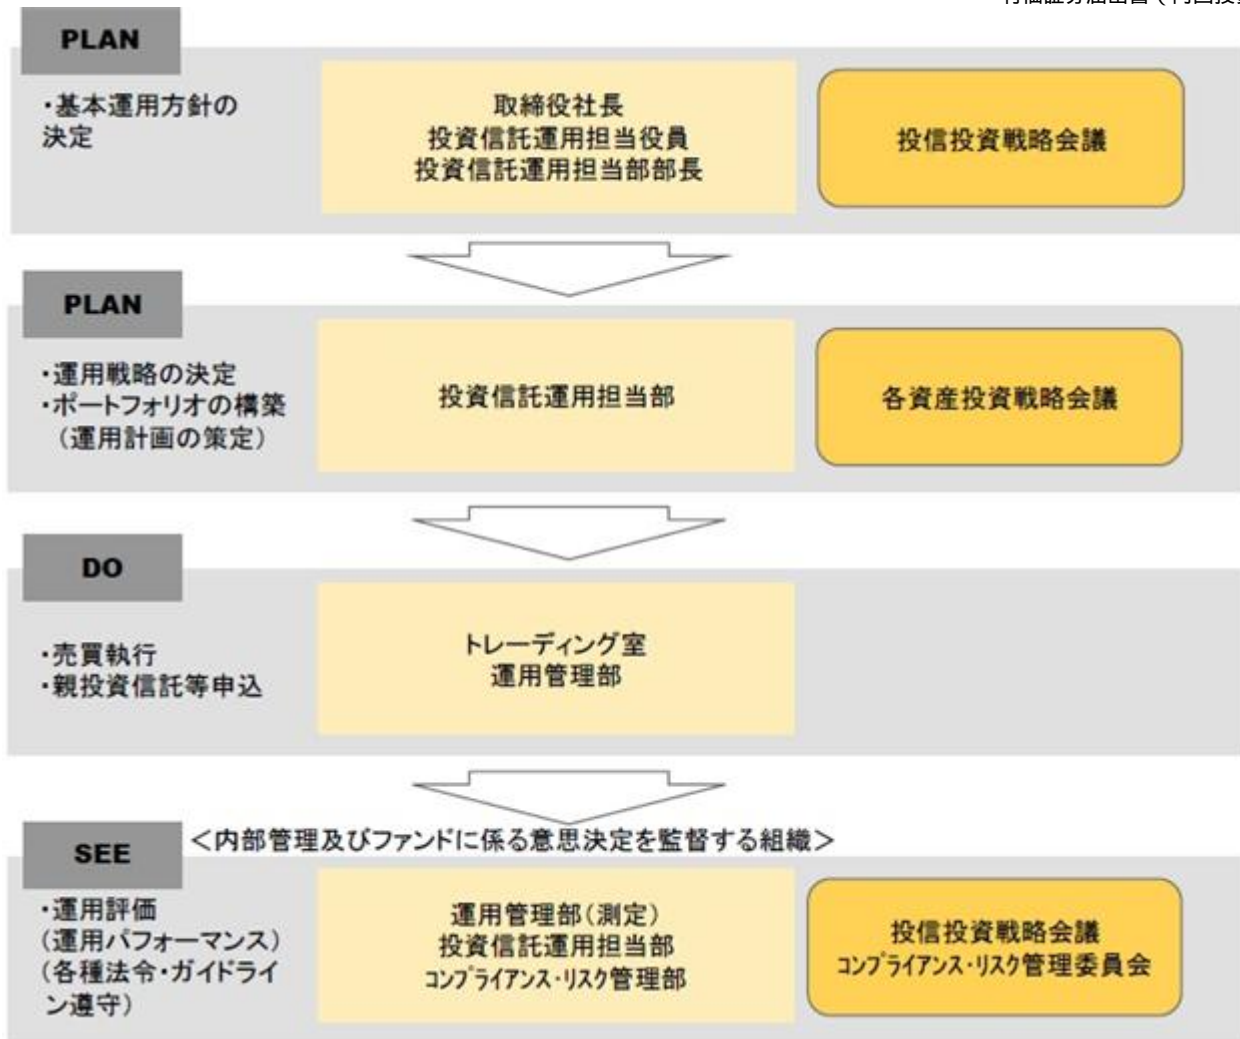 PLAN
・基本運用方針の
決定
取締役社長
投資信託運用担当役員
投資信託運用担当部部長
投信投資戦略会議
PLAN
・運用戦略の決定
・ポートフォリオの構築
（運用計画の策定）
投資信託運用担当部
各資産投資戦略会議
DO
・売買執行
・親投資信託等申込
トレーディング室
運用管理部
＜内部管理及びファンドに係る意思決定を監督する組織＞
SEE
・運用評価
(運用パフォーマンス)
(各種法令・ガイドライ
ン遵守)
運用管理部(測定)
投資信託運用担当部
ｺﾝﾌﾟﾗｲｱﾝｽ・ﾘｽｸ管理部
投信投資戦略会議
ｺﾝﾌﾟﾗｲｱﾝｽ・ﾘｽｸ管理委員会